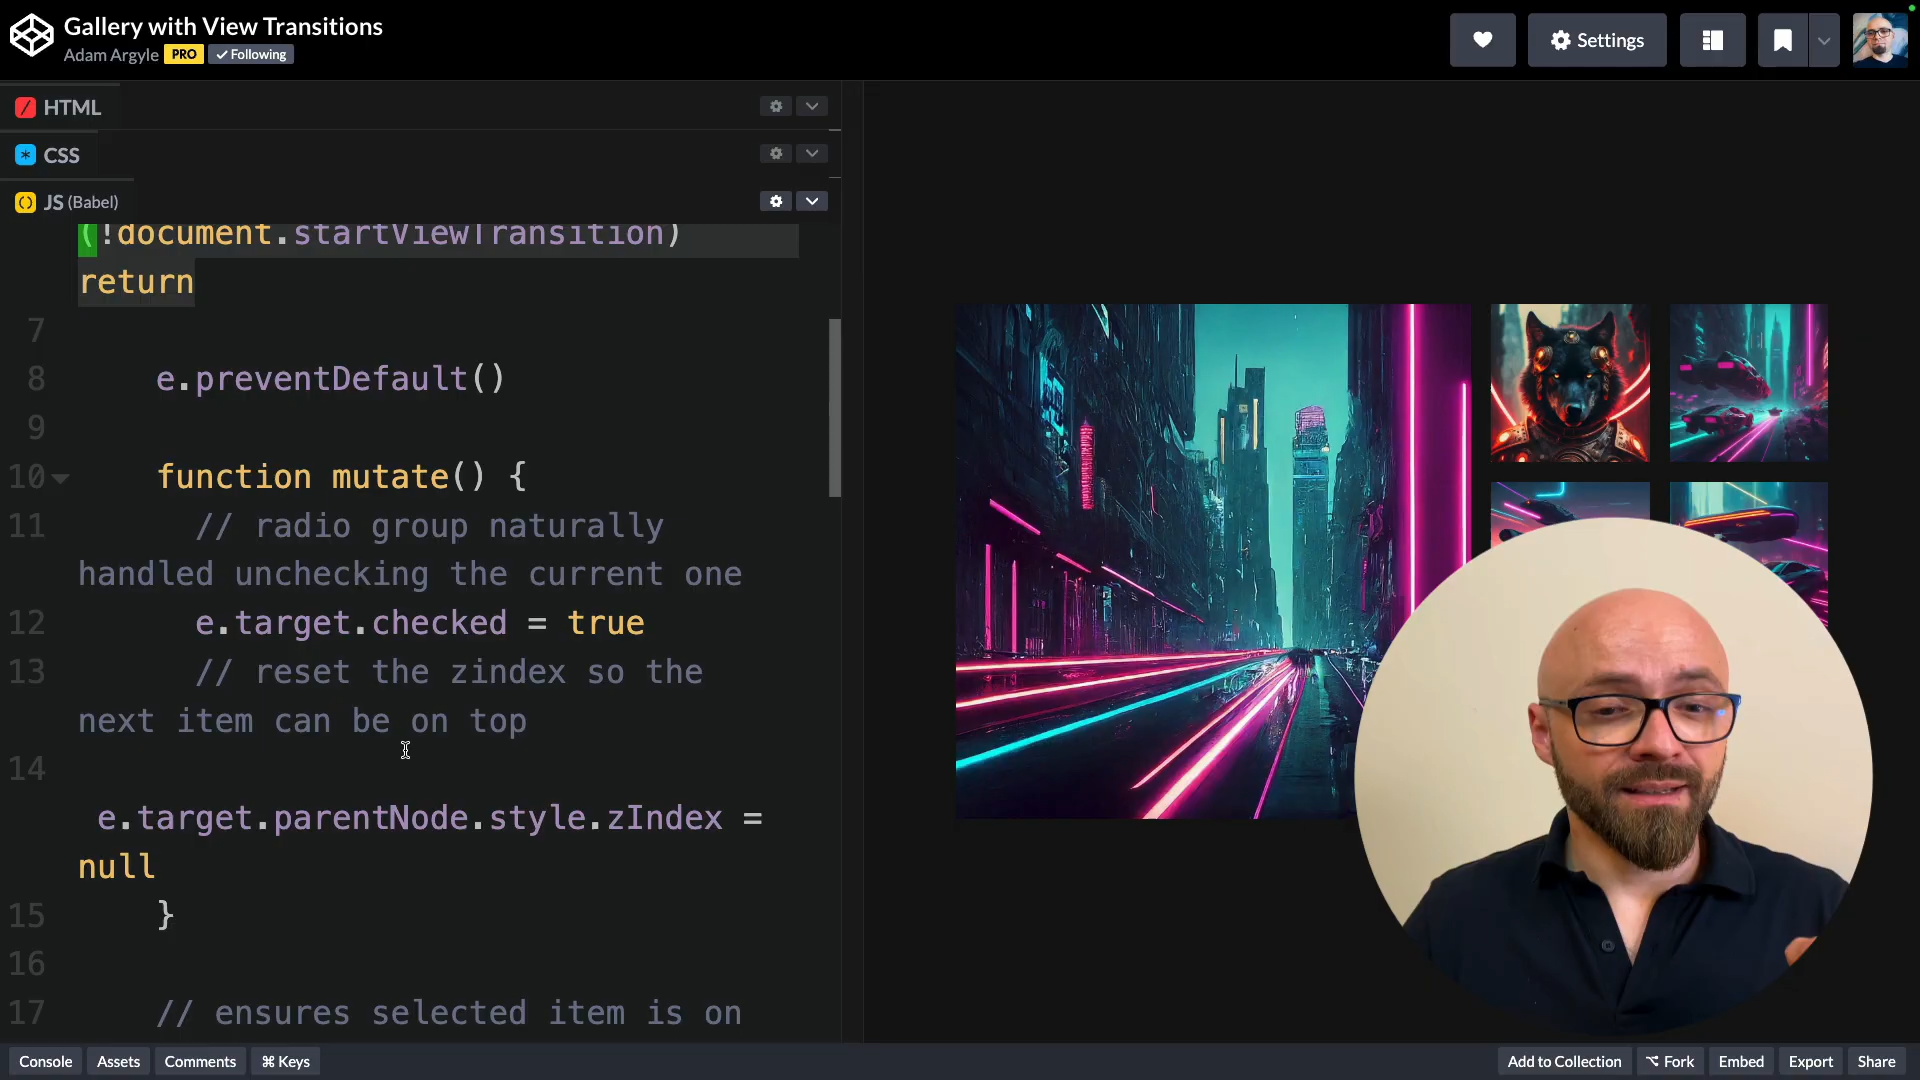 Gallery with View Transitions
Adam Argyle PRO ✓ Following
Settings
HTML
CSS
JS (Babel)
(!document.startViewTransition)
return
7
8 e.preventDefault()
9
10 function mutate() {
11 // radio group naturally
handled unchecking the current one
12 e.target.checked = true
13 // reset the zindex so the
next item can be on top
14
e.target.parentNode.style.zIndex =
null
15 }
16
17 // ensures selected item is on
Console Assets Comments ⌘ Keys Add to Collection ⌥ Fork Embed Export Share